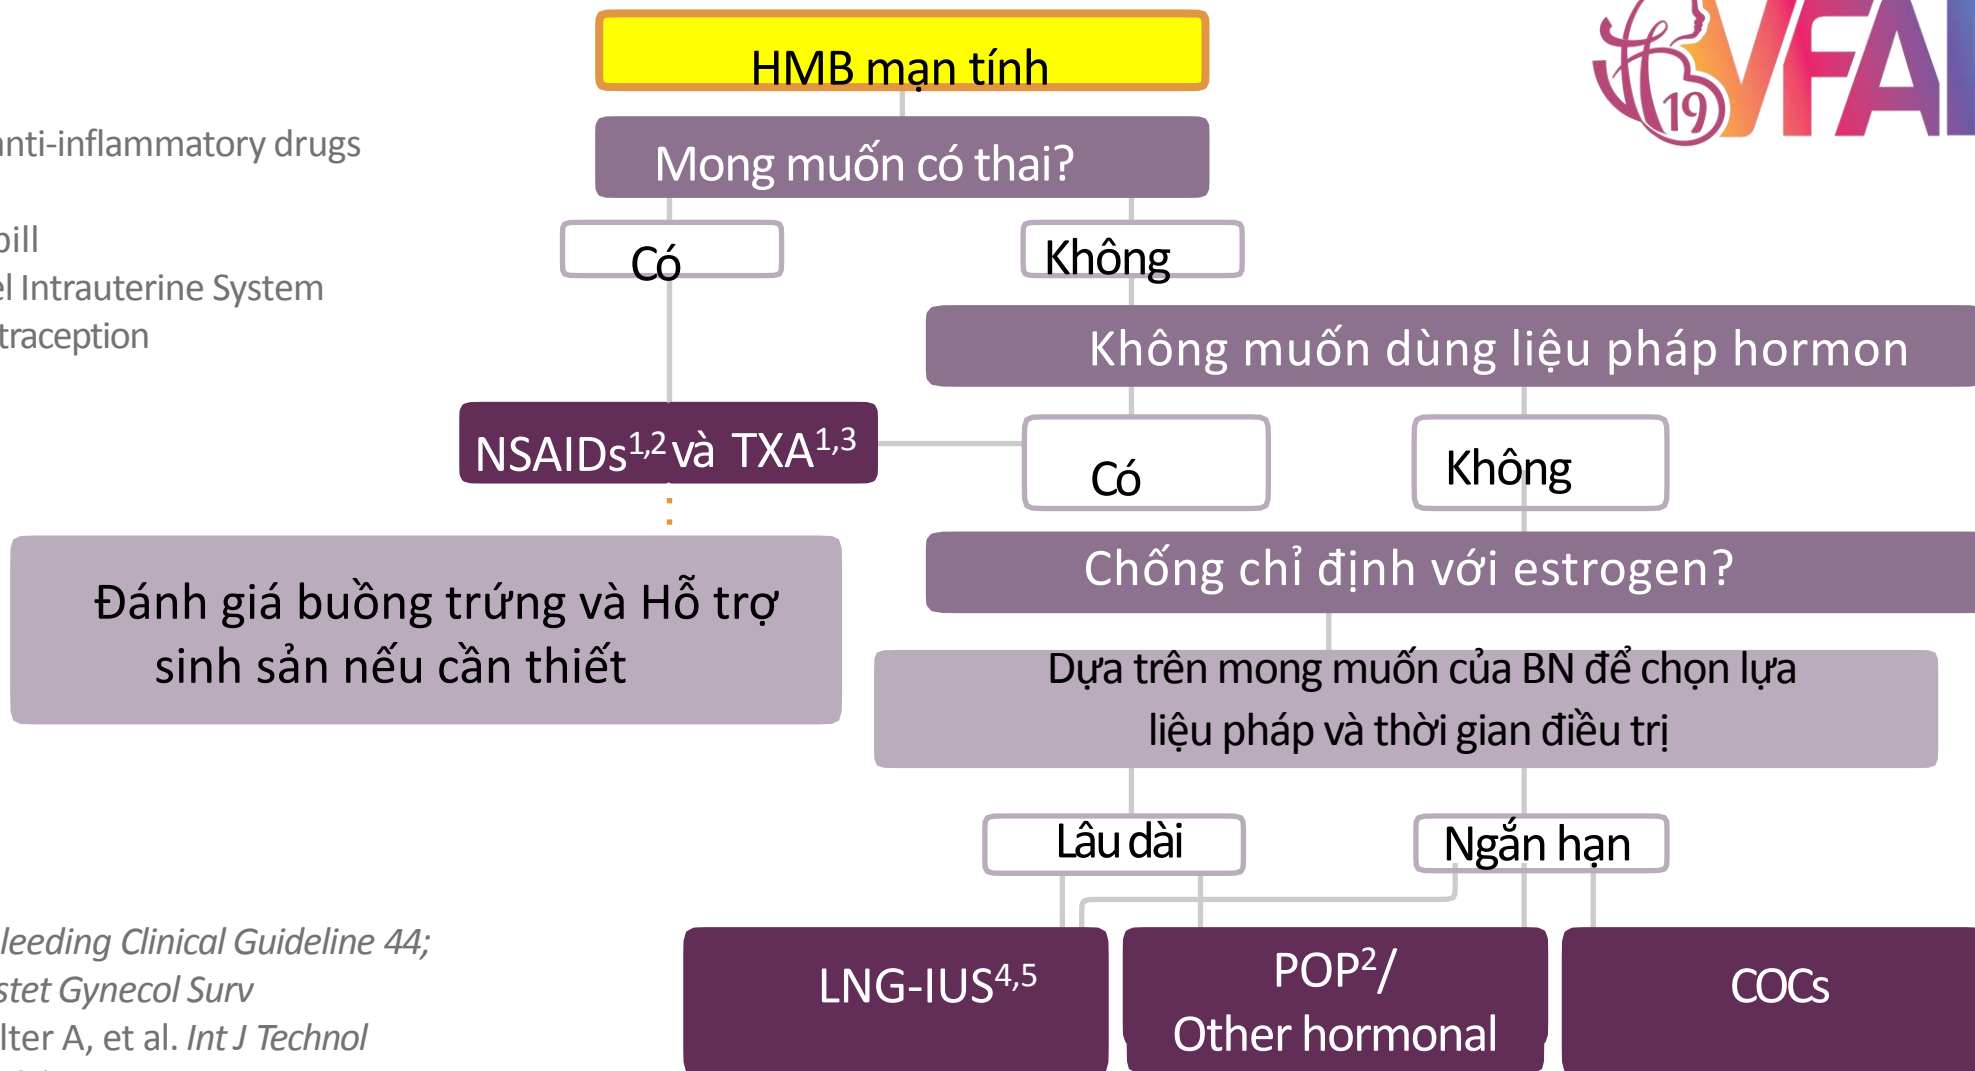 HMB mạn tính
VFA
19
anti-inflammatory drugs
Mong muốn có thai?
pill
Có
Không
Intrauterine System
Không muốn dùng liệu pháp hormon
NSAIDs1,2 và TXA1,3
Có
Không
Đánh giá buồng trứng và Hỗ trợ
sinh sản nếu cần thiết
Chống chỉ định với estrogen?
Dựa trên mong muốn của BN để chọn lựa
liệu pháp và thời gian điều trị
Lâu dài
Ngắn hạn
LNG-IUS4,5
POP2/
Other hormonal
COCs
leeding Clinical Guideline 44;
stet Gynecol Surv
lter A, et al. Int J Technol